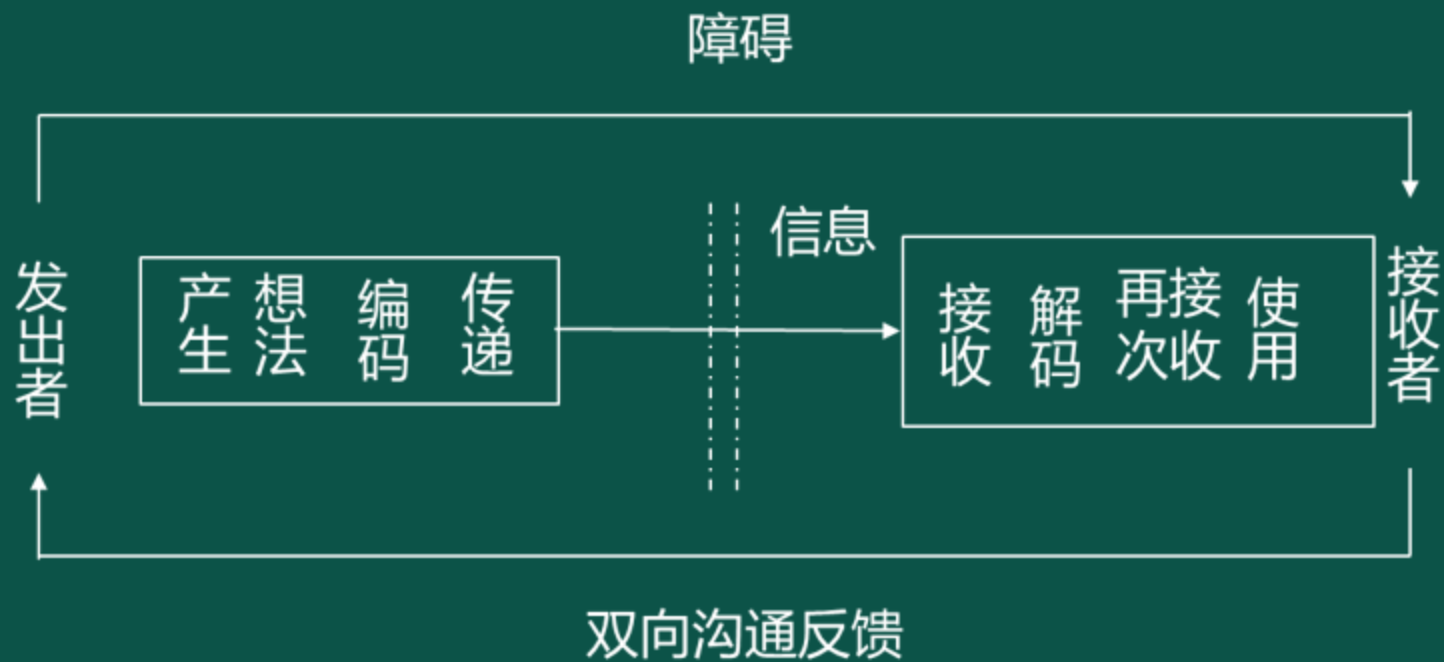 障碍
信息
发出者
产生
想法
编码
传递
接收
解码
再次
接收
使用
接收者
双向沟通反馈